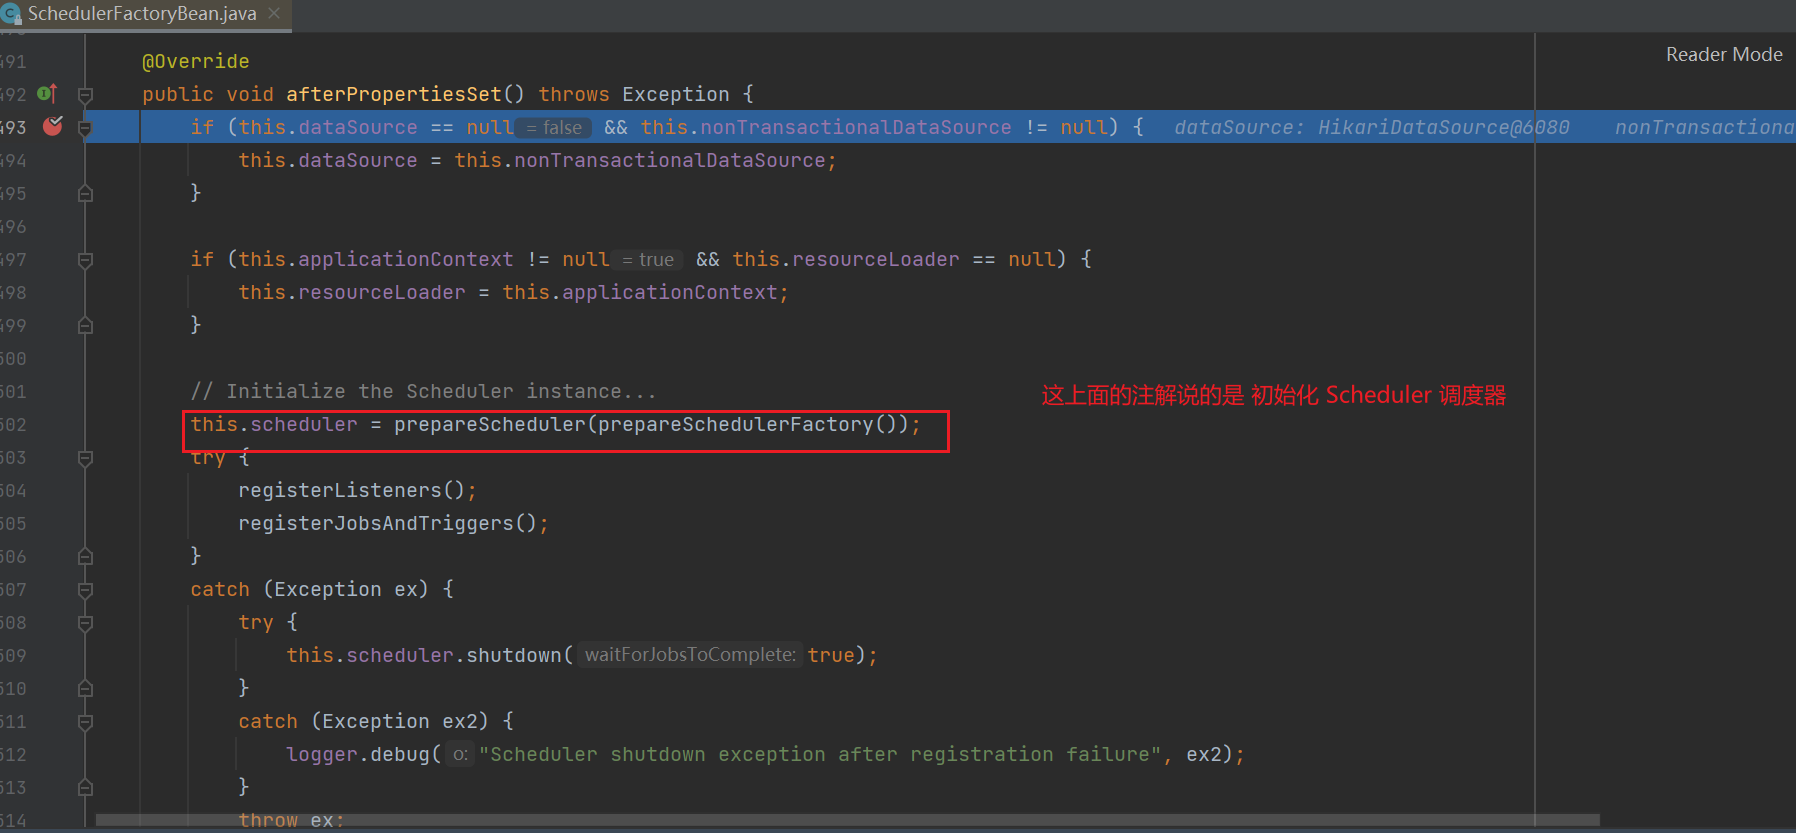 SchedulerFactoryBean.java
Reader Mode
491 @Override
492 public void afterPropertiesSet() throws Exception {
493 if (this.dataSource == null = false && this.nonTransactionalDataSource != null) { dataSource: HikariDataSource@6080 nonTransactiona
494 this.dataSource = this.nonTransactionalDataSource;
495 }
496
497 if (this.applicationContext != null = true && this.resourceLoader == null) {
498 this.resourceLoader = this.applicationContext;
499 }
500
501 // Initialize the Scheduler instance... 这上面的注解说的是 初始化 Scheduler 调度器
502 this.scheduler = prepareScheduler(prepareSchedulerFactory());
503 try {
504 registerListeners();
505 registerJobsAndTriggers();
506 }
507 catch (Exception ex) {
508 try {
509 this.scheduler.shutdown( waitForJobsToComplete: true);
510 }
511 catch (Exception ex2) {
512 logger.debug( o: "Scheduler shutdown exception after registration failure", ex2);
513 }
514 throw ex;